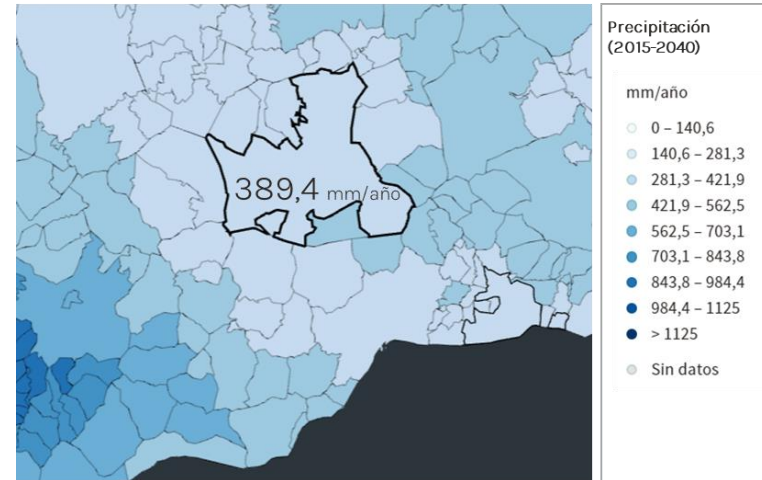 389,4 mm/año
Precipitación
(2015-2040)
mm/año
0 – 140,6
140,6 – 281,3
281,3 – 421,9
421,9 – 562,5
562,5 – 703,1
703,1 – 843,8
843,8 – 984,4
984,4 – 1125
> 1125
Sin datos